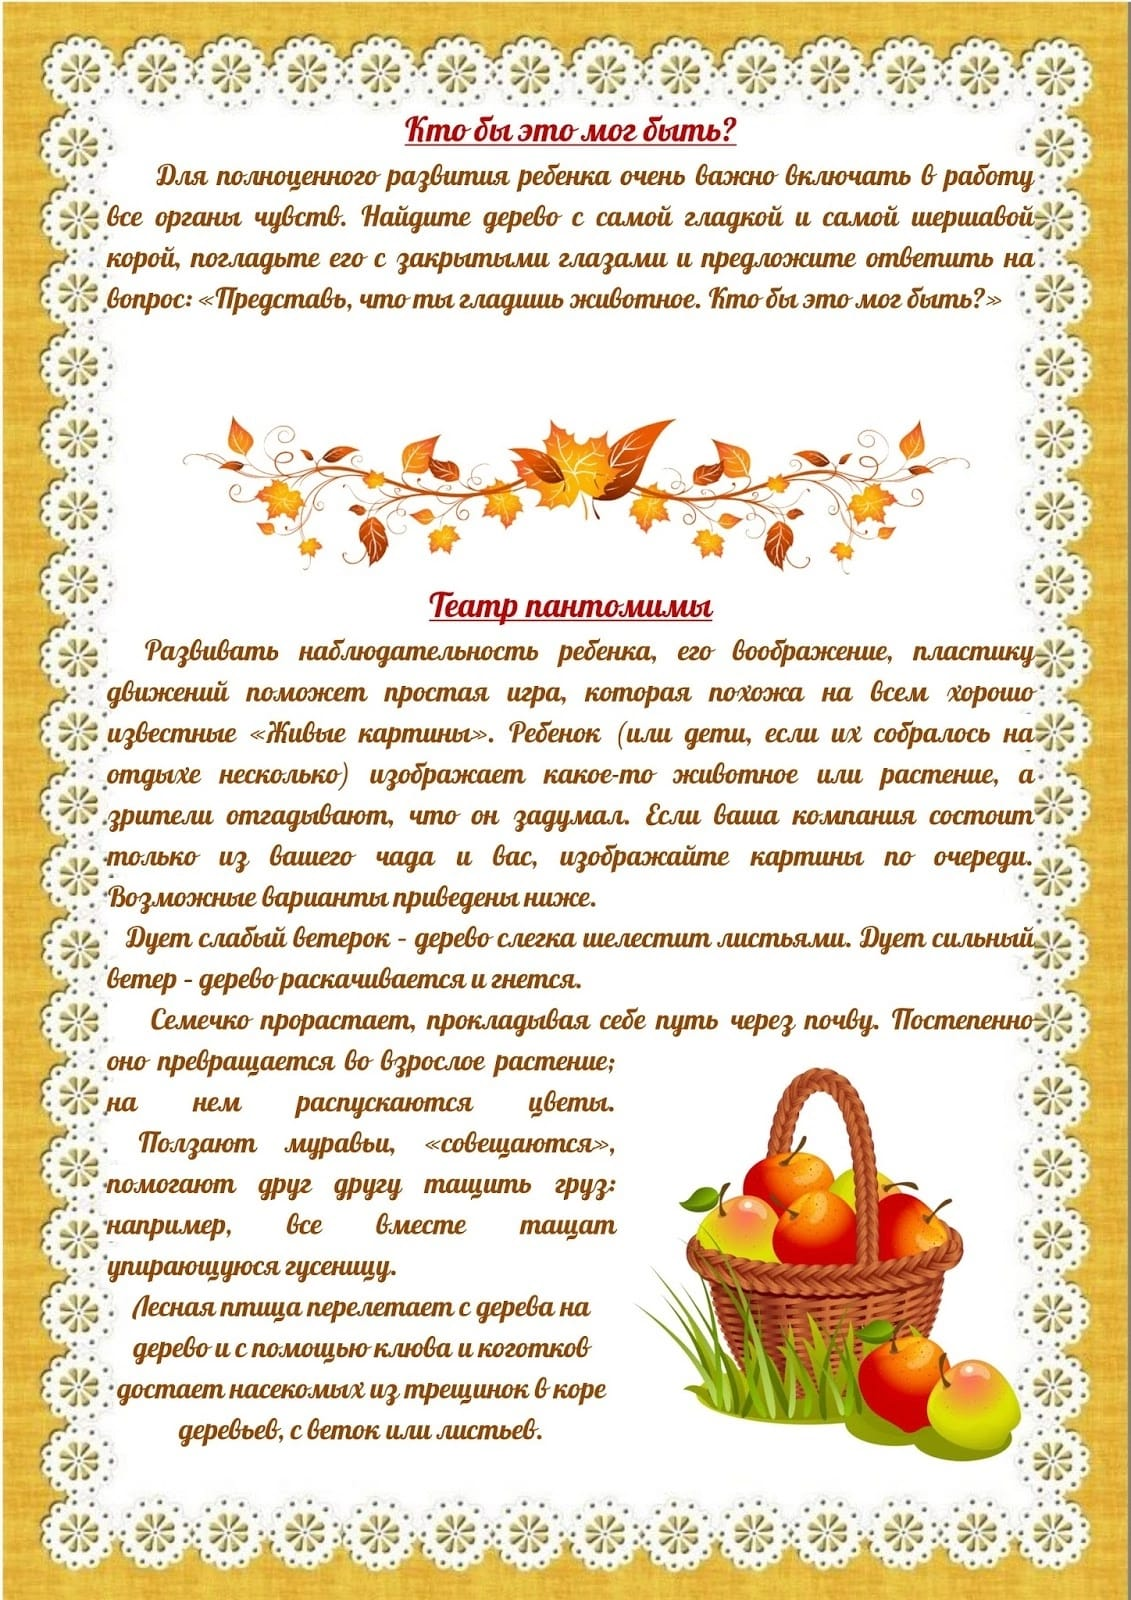 Кто бы это мог быть?
Для полноценного развития ребенка очень важно включать в работу
все органы чувств. Найдите дерево с самой гладкой и самой шершавой
корой, погладьте его с закрытыми глазами и предложите ответить на
вопрос: «Представь, что ты гладишь животное. Кто бы это мог быть?»
Театр пантомимы
Развивать наблюдательность ребенка, его воображение, пластику
движений поможет простая игра, которая похожа на всем хорошо
известные «Живые картины». Ребенок (или дети, если их собралось на
отдыхе несколько) изображает какое-то животное или растение, а
зрители отгадывают, что он задумал. Если ваша компания состоит
только из вашего чада и вас, изображайте картины по очереди.
Возможные варианты приведены ниже.
Дует слабый ветерок – дерево слегка шелестит листьями. Дует сильный
ветер – дерево раскачивается и гнется.
Семечко прорастает, прокладывая себе путь через почву. Постепенно
оно превращается во взрослое растение;
на нем распускаются цветы.
Ползают муравьи, «совещаются»,
помогают друг другу тащить груз:
например, все вместе тащат
упирающуюся гусеницу.
Лесная птица перелетает с дерева на
дерево и с помощью клюва и коготков
достает насекомых из трещинок в коре
деревьев, с веток или листьев.